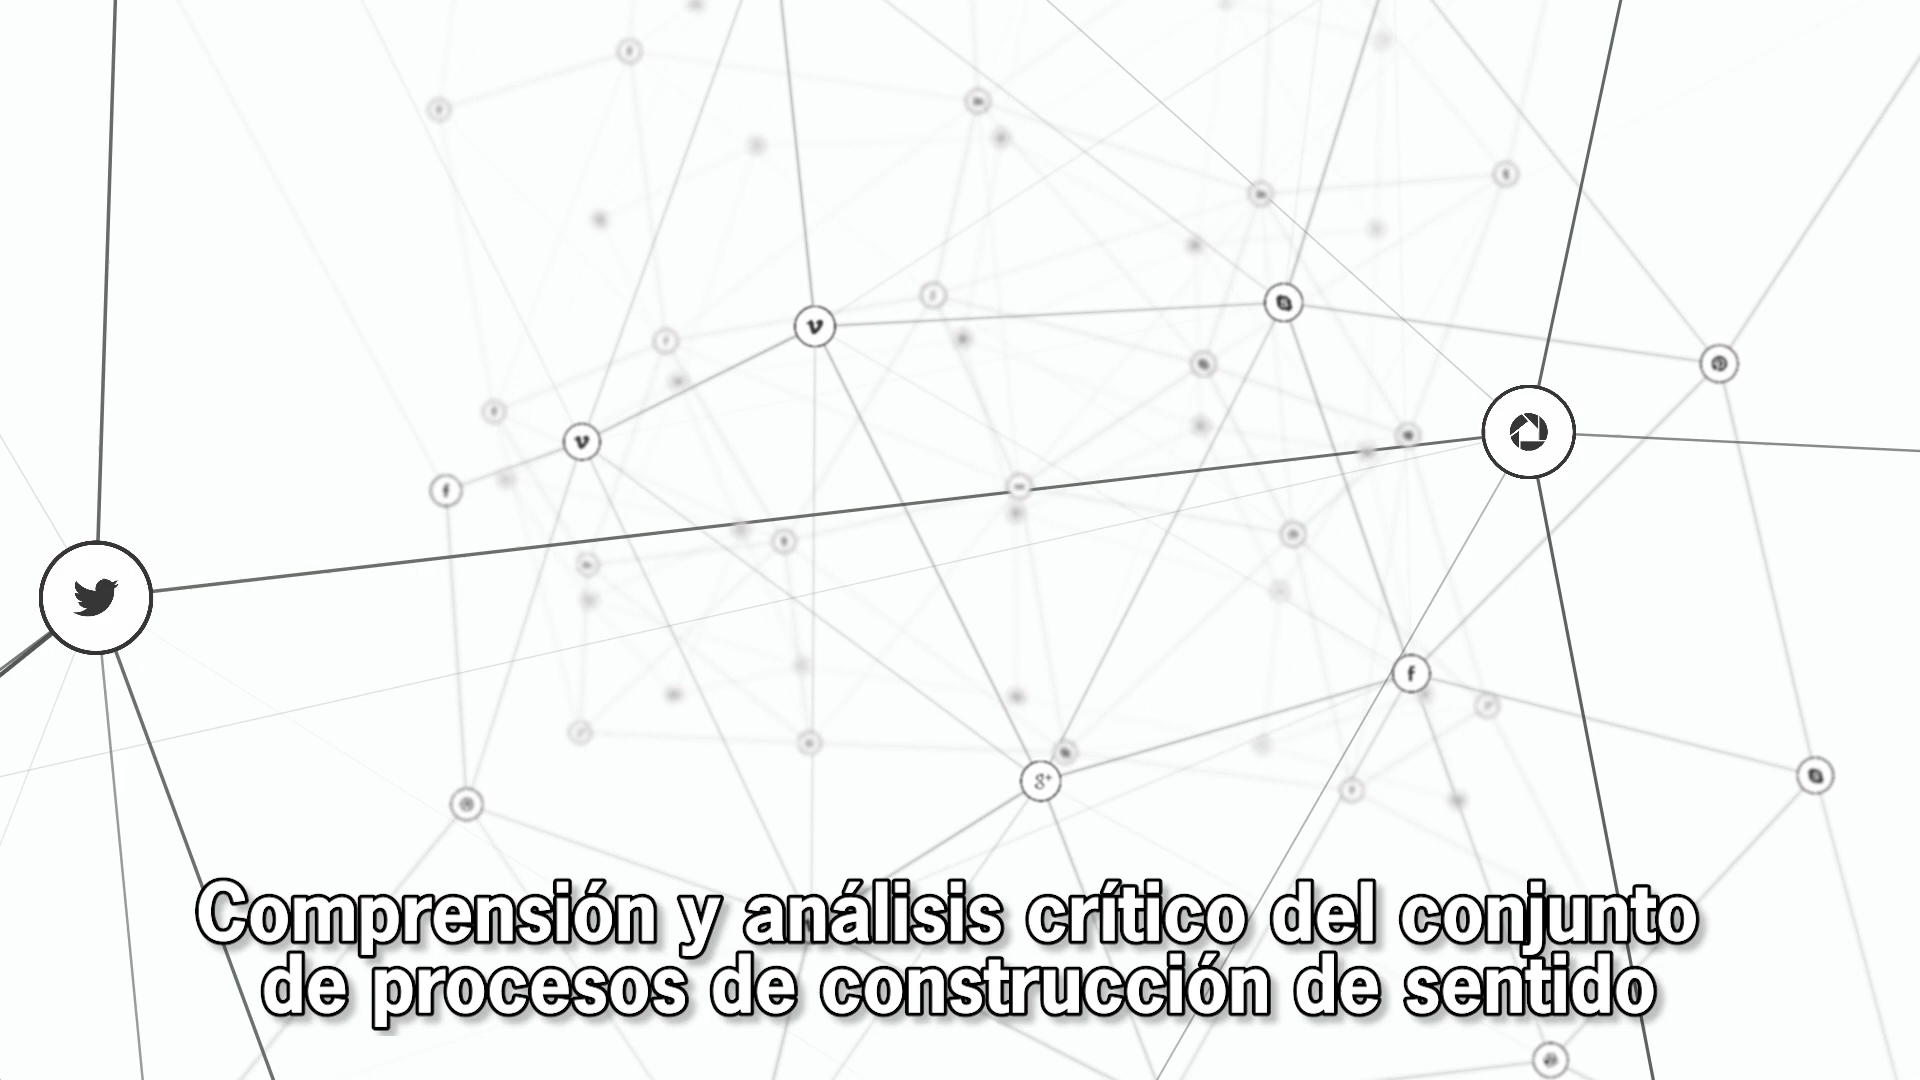 Comprensión y análisis crítico del conjunto
de procesos de construcción de sentido